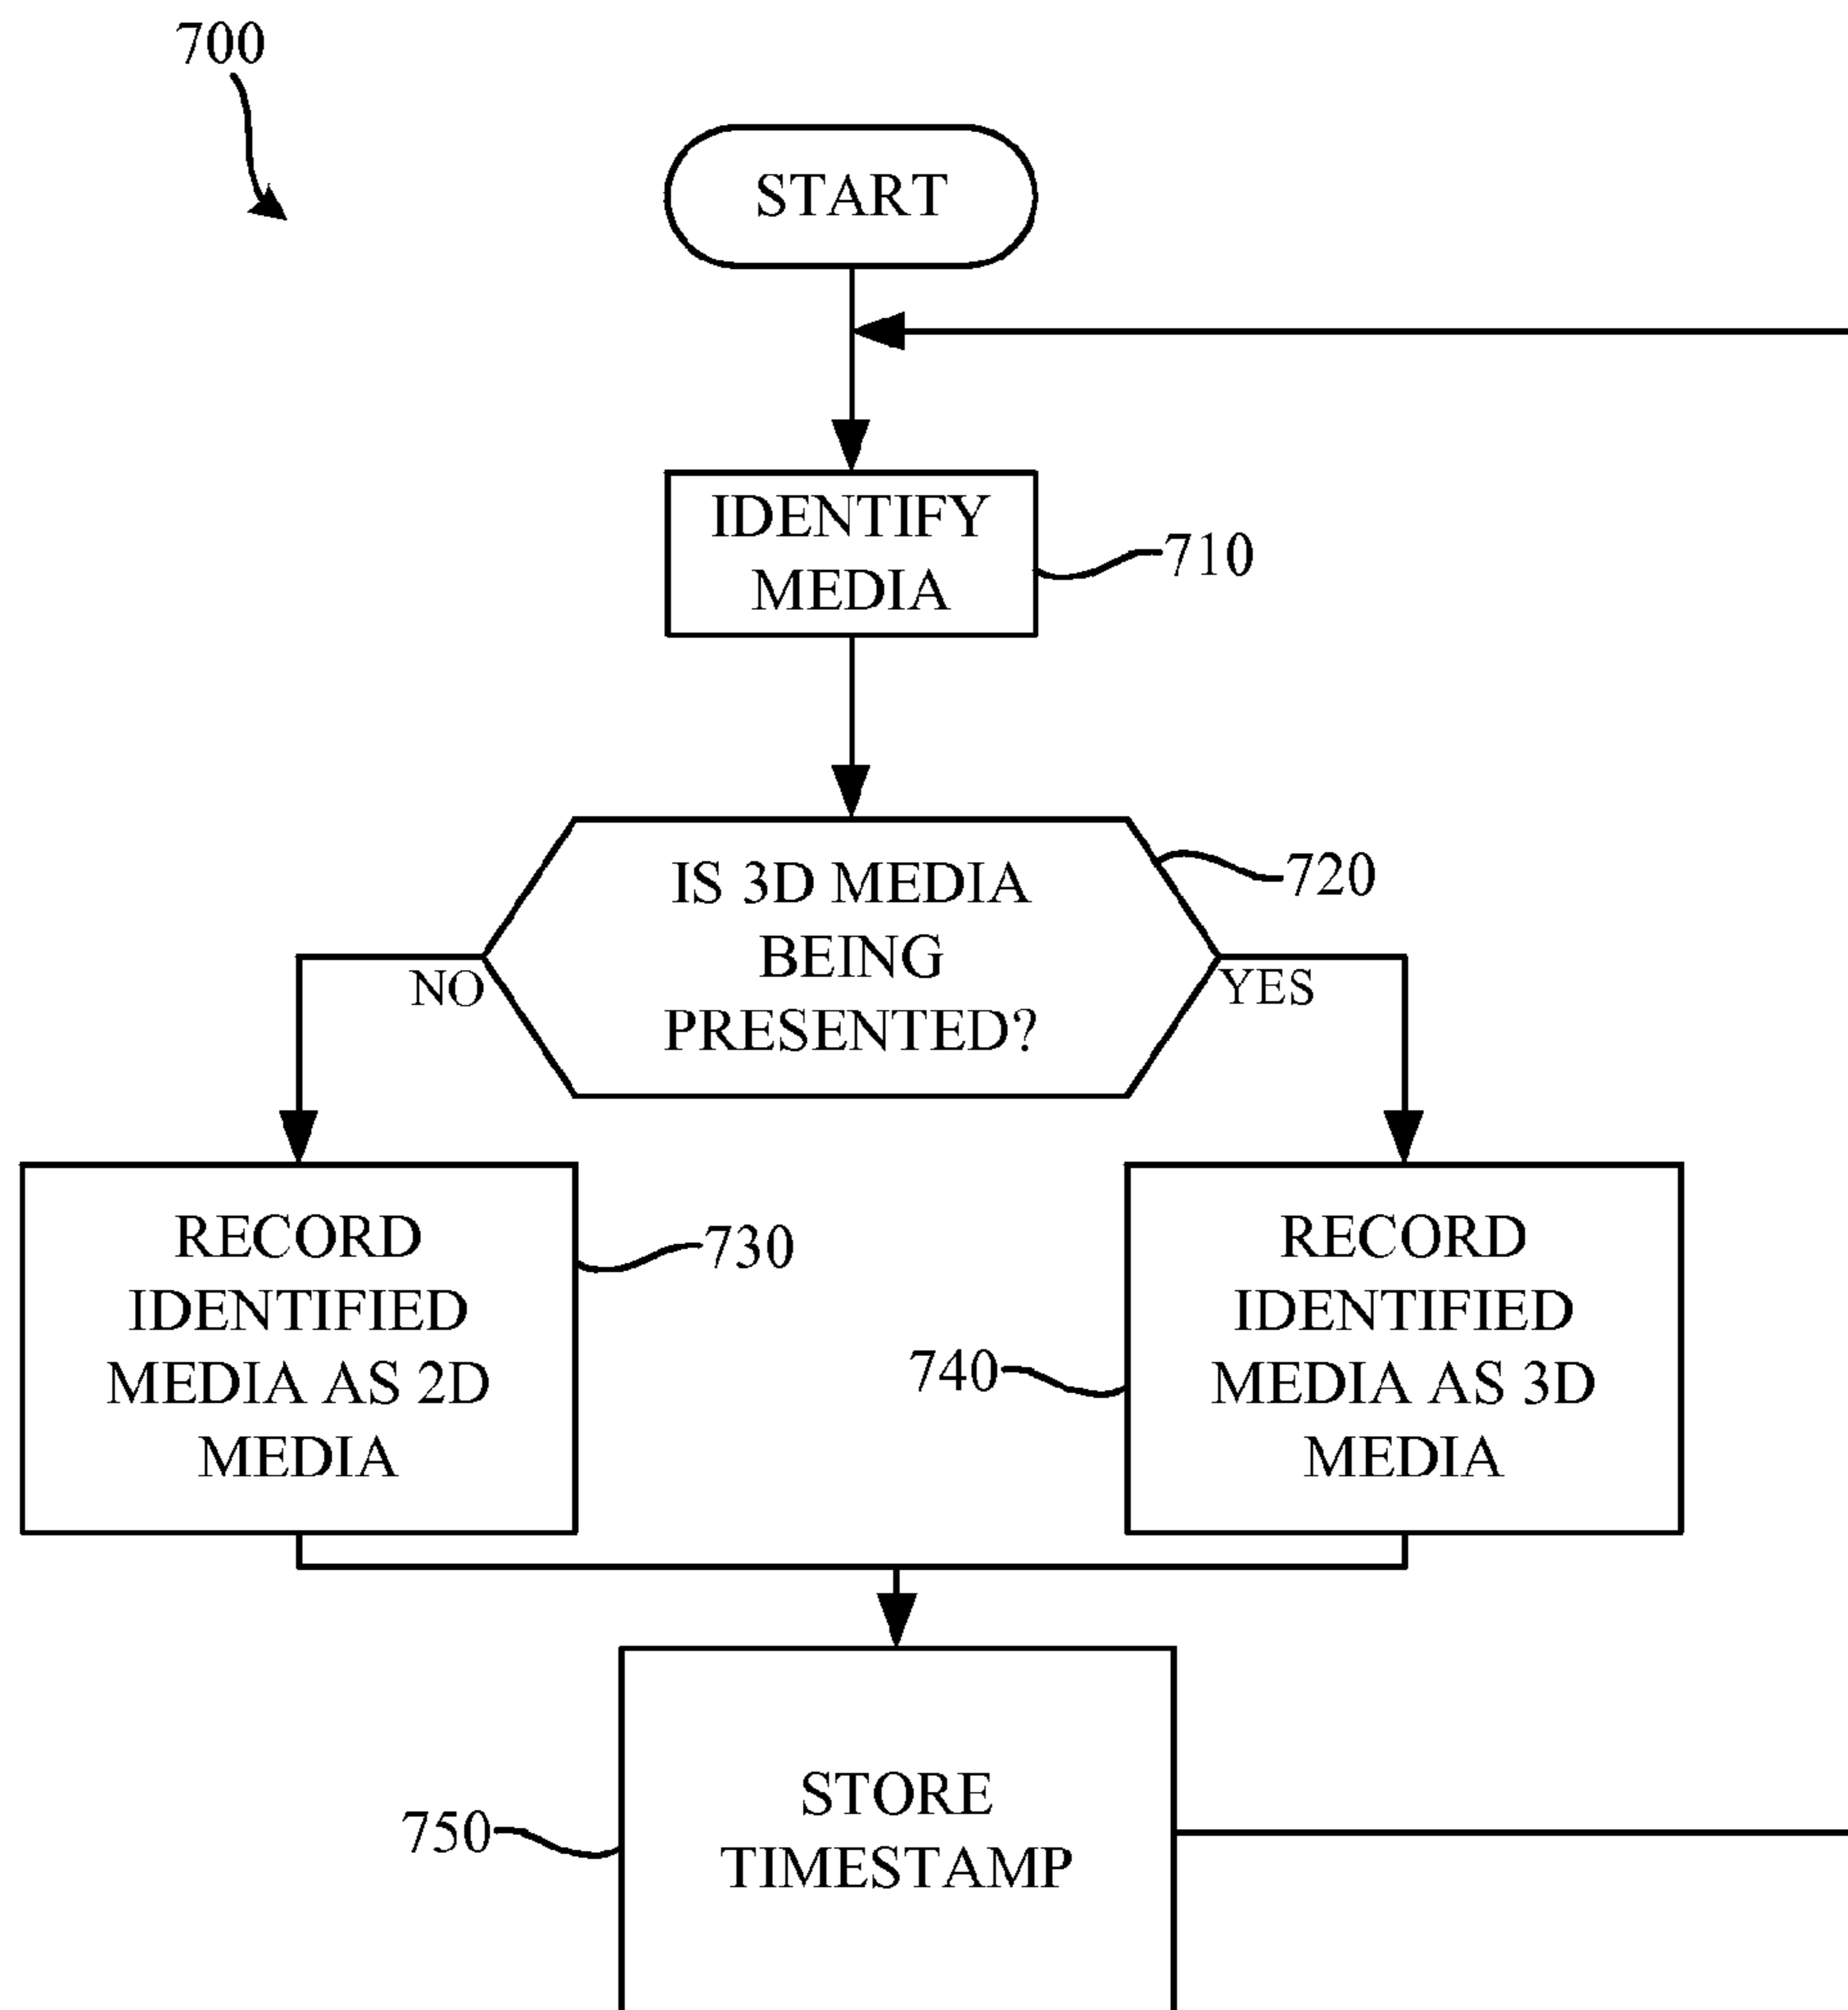 700
START
IDENTIFY
MEDIA
710
IS 3D MEDIA
BEING
PRESENTED?
720
NO
YES
RECORD
IDENTIFIED
MEDIA AS 2D
MEDIA
730
RECORD
IDENTIFIED
MEDIA AS 3D
MEDIA
740
STORE
TIMESTAMP
750